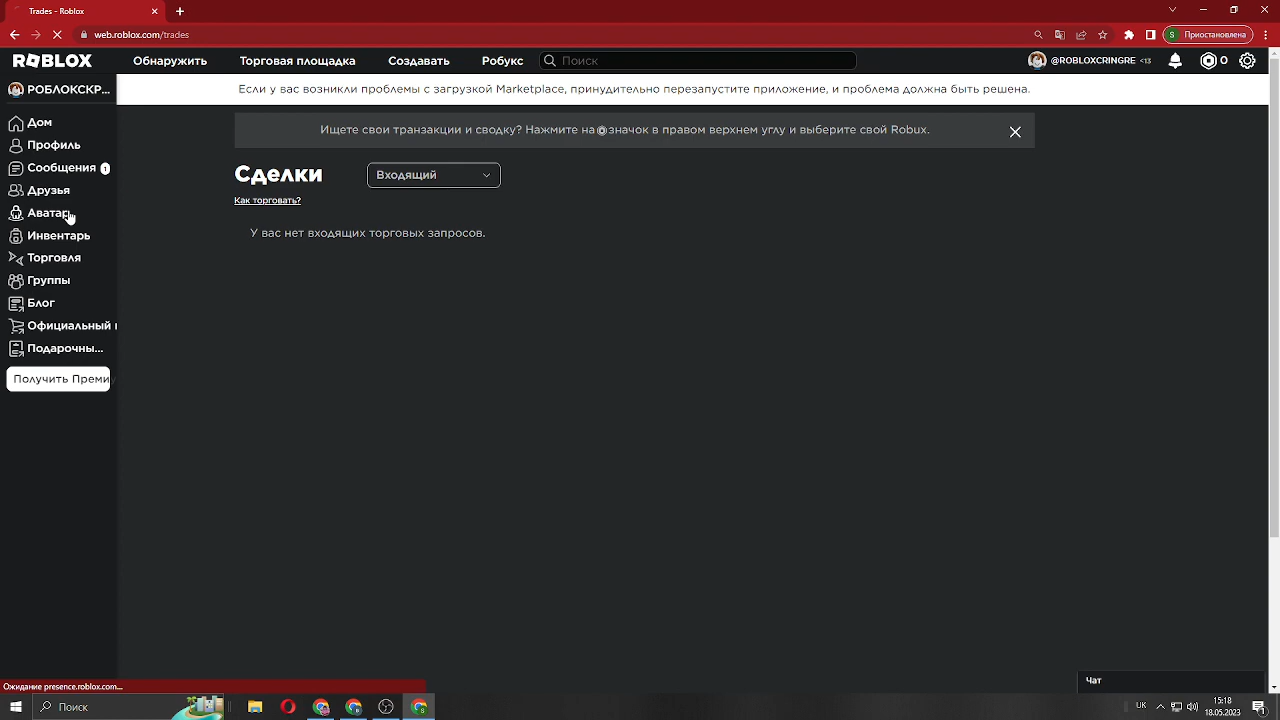 Trades - Roblox
web.roblox.com/trades
S Приостановлена
ROBLOX
Обнаружить
Торговая площадка
Создавать
Робукс
Поиск
@ROBLOXCRINGRE <13
0
РОБЛОКСКР...
Если у вас возникли проблемы с загрузкой Marketplace, принудительно перезапустите приложение, и проблема должна быть решена.
Дом
Ищете свои транзакции и сводку? Нажмите на значок в правом верхнем углу и выберите свой Robux.
Профиль
Сообщения 1
Сделки
Входящий
Друзья
Как торговать?
Аватар
Инвентарь
У вас нет входящих торговых запросов.
Торговля
Группы
Блог
Официальный
Подарочны...
Получить Премиу
Чат
Ожидание presence.roblox.com...
Поиск
S
UK
15:18
18.05.2023
1